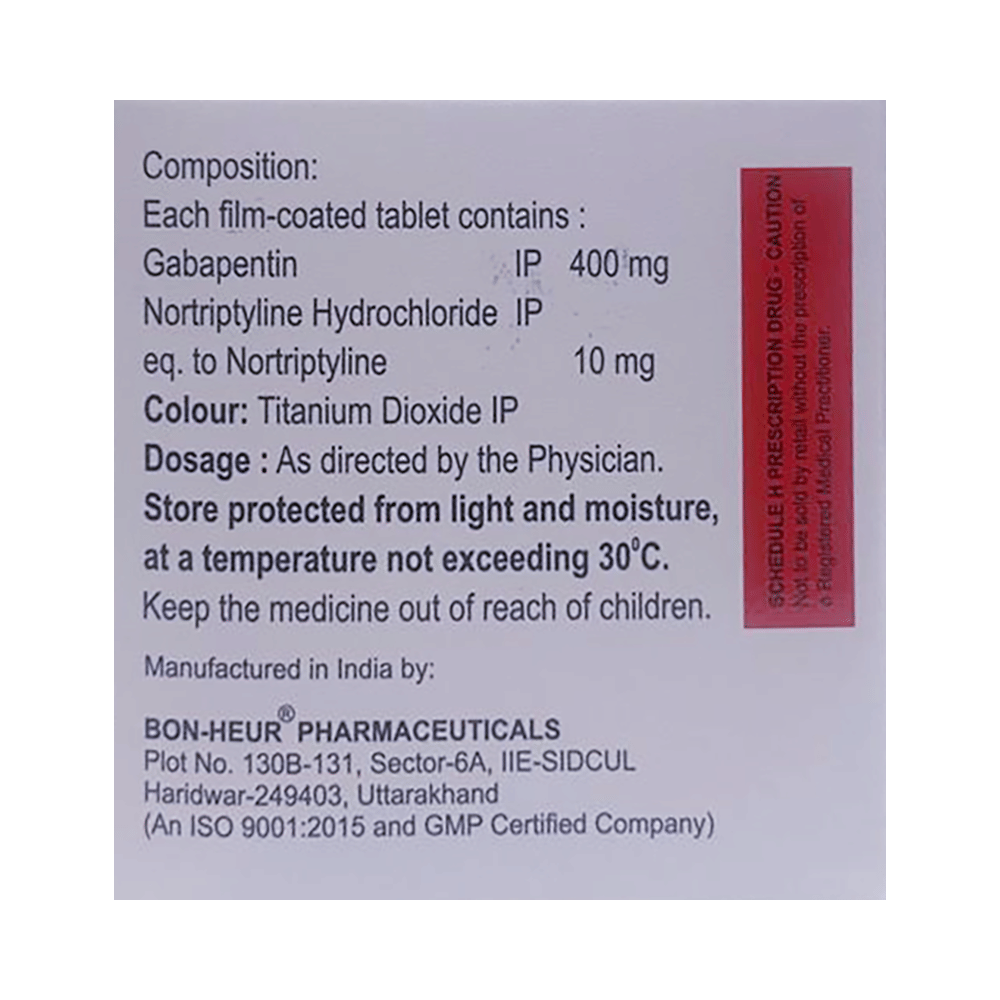 Composition:
Each film-coated tablet contains :
Gabapentin IP 400 mg
Nortriptyline Hydrochloride IP
eq. to Nortriptyline 10 mg
Colour: Titanium Dioxide IP
Dosage : As directed by the Physician.
Store protected from light and moisture,
at a temperature not exceeding 30⁰C.
Keep the medicine out of reach of children.
Manufactured in India by:
BON-HEUR® PHARMACEUTICALS
Plot No. 130B-131, Sector-6A, IIE-SIDCUL
Haridwar-249403, Uttarakhand
(An ISO 9001:2015 and GMP Certified Company)
SCHEDULE H PRESCRIPTION DRUG - CAUTION
Not to be sold by retail without the prescription of
a Registered Medical Practitioner.